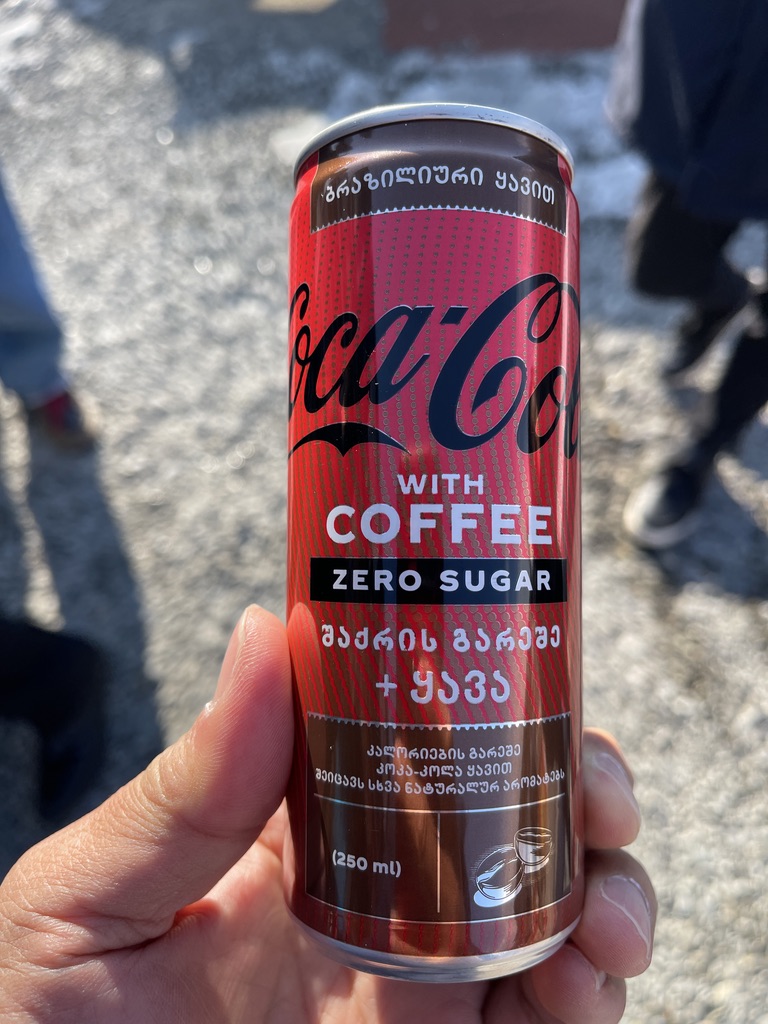 ბრაზილიური ყავით
Coca-Cola
WITH
COFFEE
ZERO SUGAR
შაქრის გარეშე
+ ყავა
კალორიების გარეშე
კოკა-კოლა ყავით
შეიცავს სხვა ნატურალურ არომატებს
(250 ml)